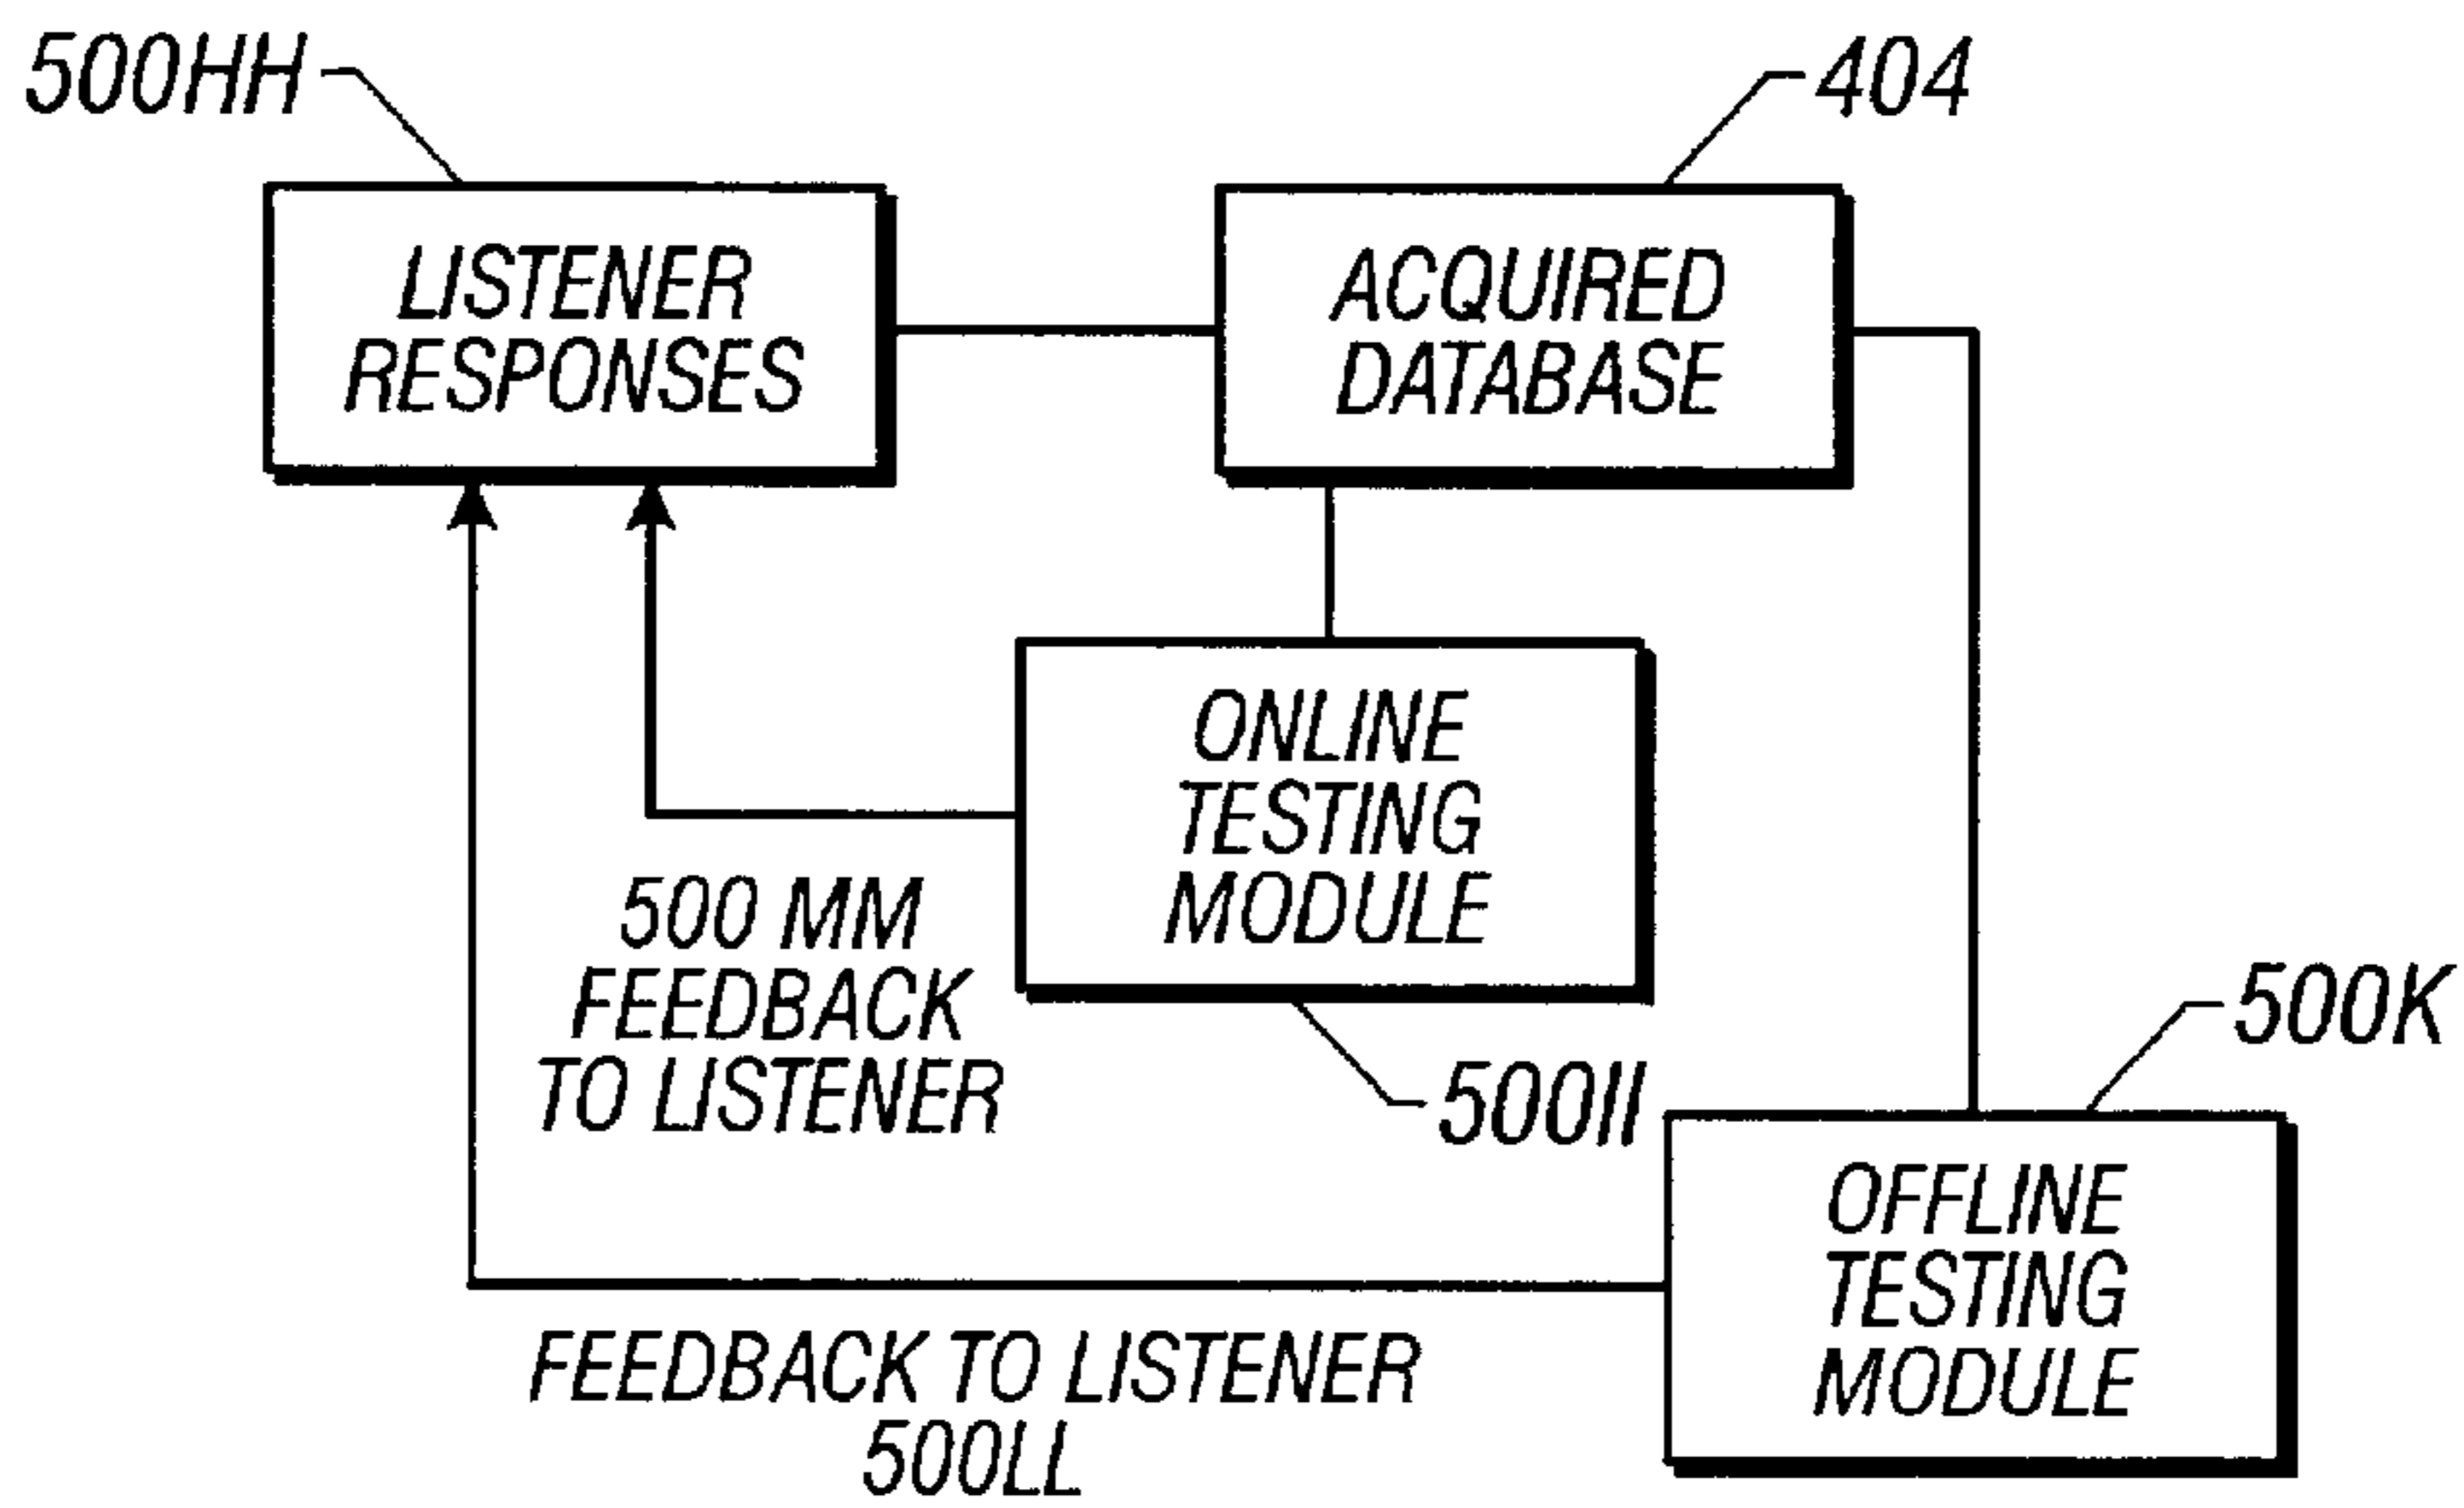 500HH
404
LISTENER
RESPONSES
ACQUIRED
DATABASE
ONLINE
TESTING
MODULE
500 MM
FEEDBACK
TO LISTENER
500II
500K
OFFLINE
TESTING
MODULE
FEEDBACK TO LISTENER
500LL